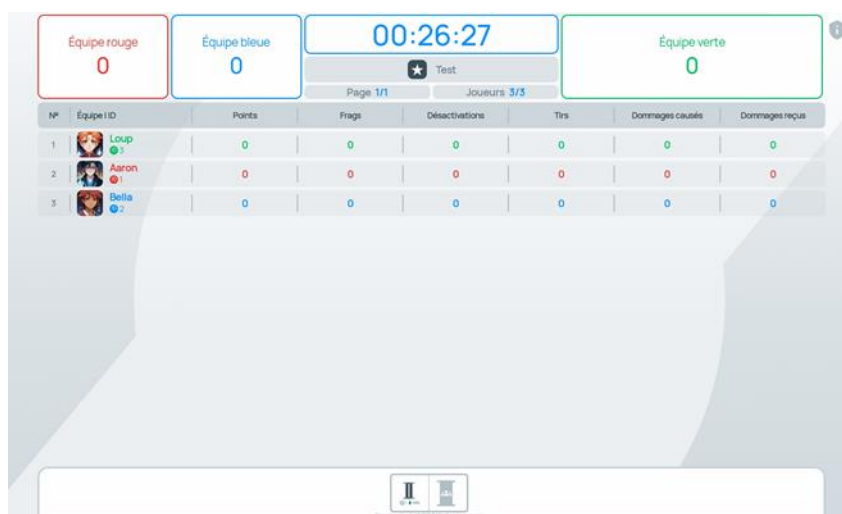 Équipe rouge
0
Équipe bleue
0
00:26:27
Test
Page 1/1
Joueurs 3/3
Équipe verte
0
N° Équipe | ID Points Frags Désactivations Tirs Dommages causés Dommages reçus
1 Loup 3 0 0 0 0 0 0
2 Aaron 1 0 0 0 0 0 0
3 Bella 2 0 0 0 0 0 0